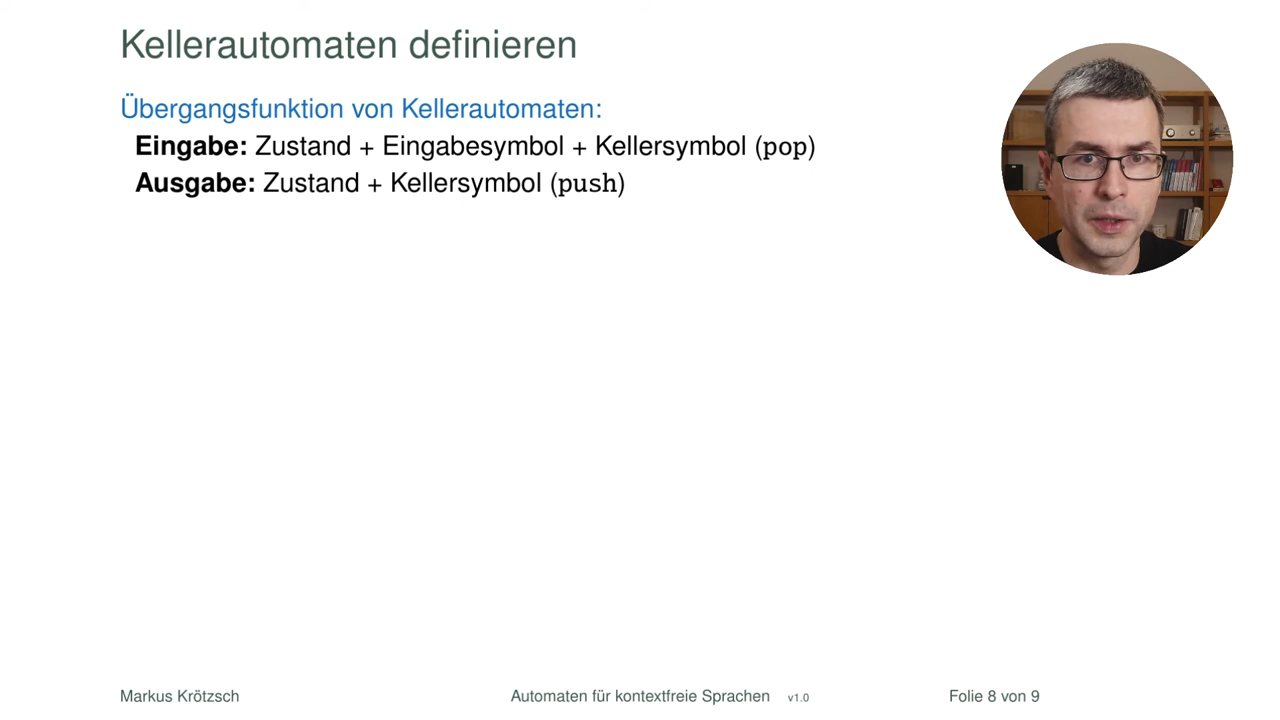 Kellerautomaten definieren
Übergangsfunktion von Kellerautomaten:
Eingabe: Zustand + Eingabesymbol + Kellersymbol (pop)
Ausgabe: Zustand + Kellersymbol (push)
Markus Krötzsch
Automaten für kontextfreie Sprachen v1.0
Folie 8 von 9